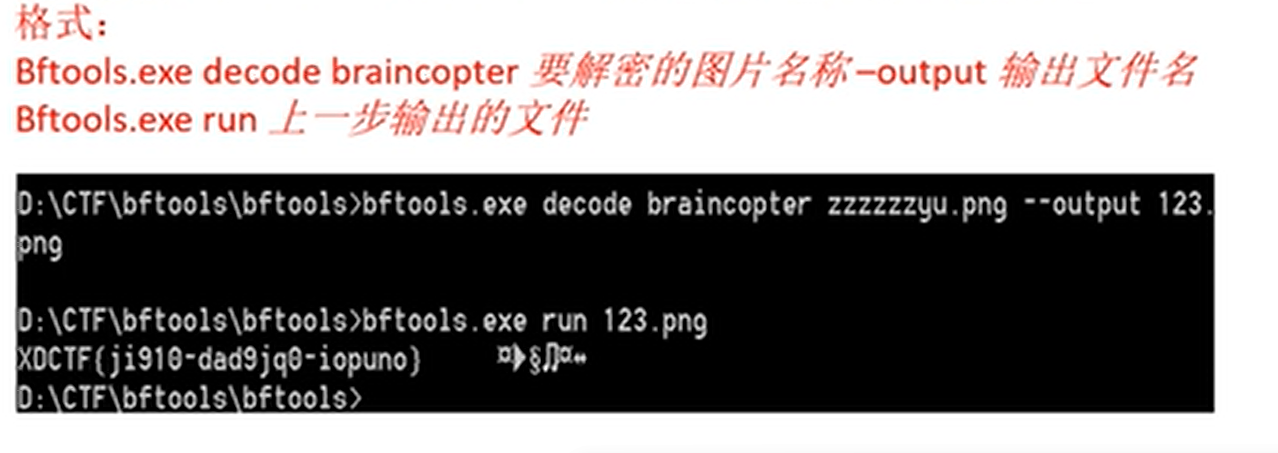 格式：
Bftools.exe decode braincopter 要解密的图片名称 –output 输出文件名
Bftools.exe run 上一步输出的文件
D:\CTF\bftools\bftools>bftools.exe decode braincopter zzzzzzyu.png --output 123.
png
D:\CTF\bftools\bftools>bftools.exe run 123.png
XDCTF{ji910-dad9jq0-iopuno}
D:\CTF\bftools\bftools>